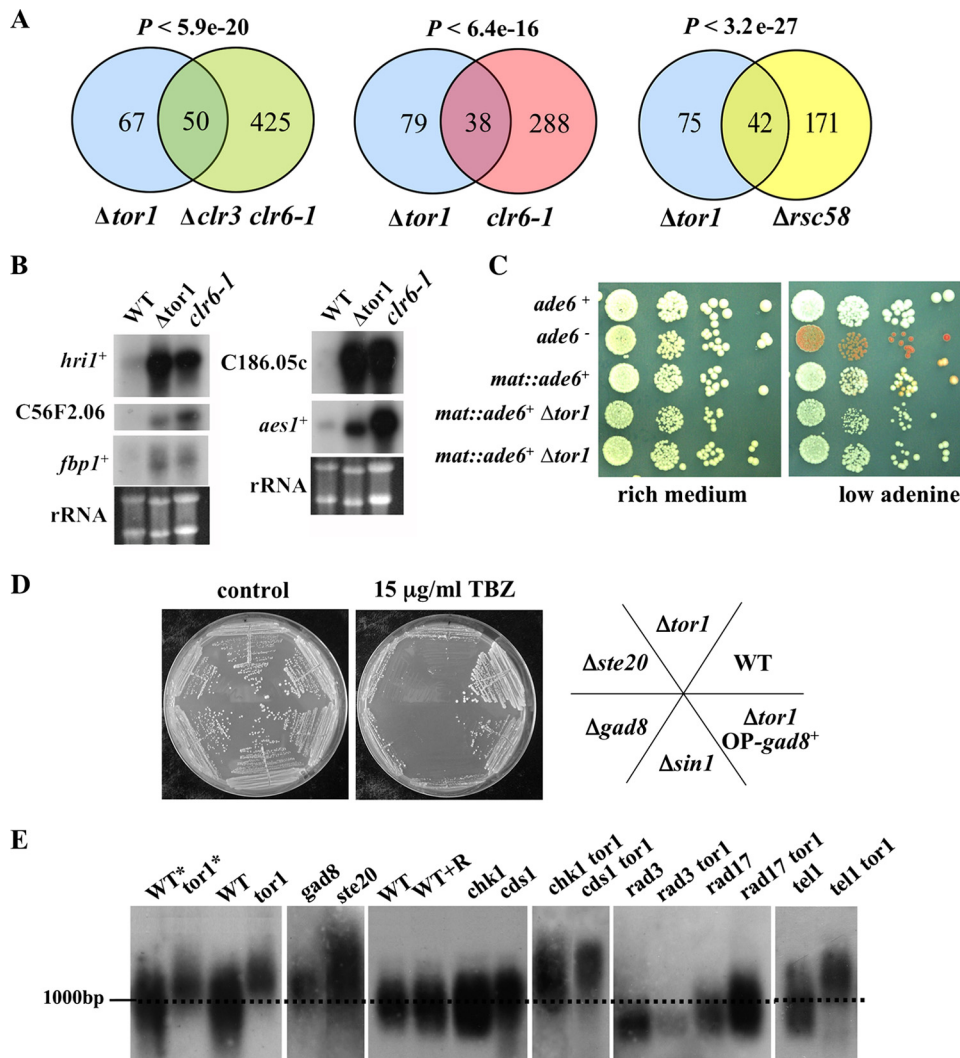 A
P < 5.9e-20
P < 6.4e-16
P < 3.2e-27
67 50 425
79 38 288
75 42 171
Δtor1 Δclr3 clr6-1
Δtor1 clr6-1
Δtor1 Δrsc58
B
WT Δtor1 clr6-1
hri1⁺
C56F2.06
fbp1⁺
rRNA
WT Δtor1 clr6-1
C186.05c
aes1⁺
rRNA
C
ade6⁺
ade6⁻
mat::ade6⁺
mat::ade6⁺ Δtor1
mat::ade6⁺ Δtor1
rich medium
low adenine
D
control
15 µg/ml TBZ
Δtor1
Δste20
WT
Δgad8
Δtor1
OP-gad8⁺
Δsin1
E
WT* tor1* WT tor1 gad8 ste20 WT WT+R chk1 cds1 chk1 tor1 cds1 tor1 rad3 rad3 tor1 rad17 rad17 tor1 tel1 tel1 tor1
1000bp